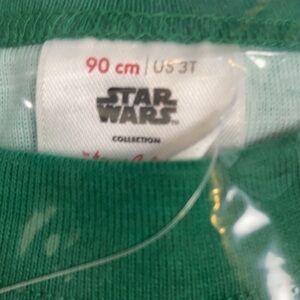 90 cm | US 3T
STAR
WARS
COLLECTION